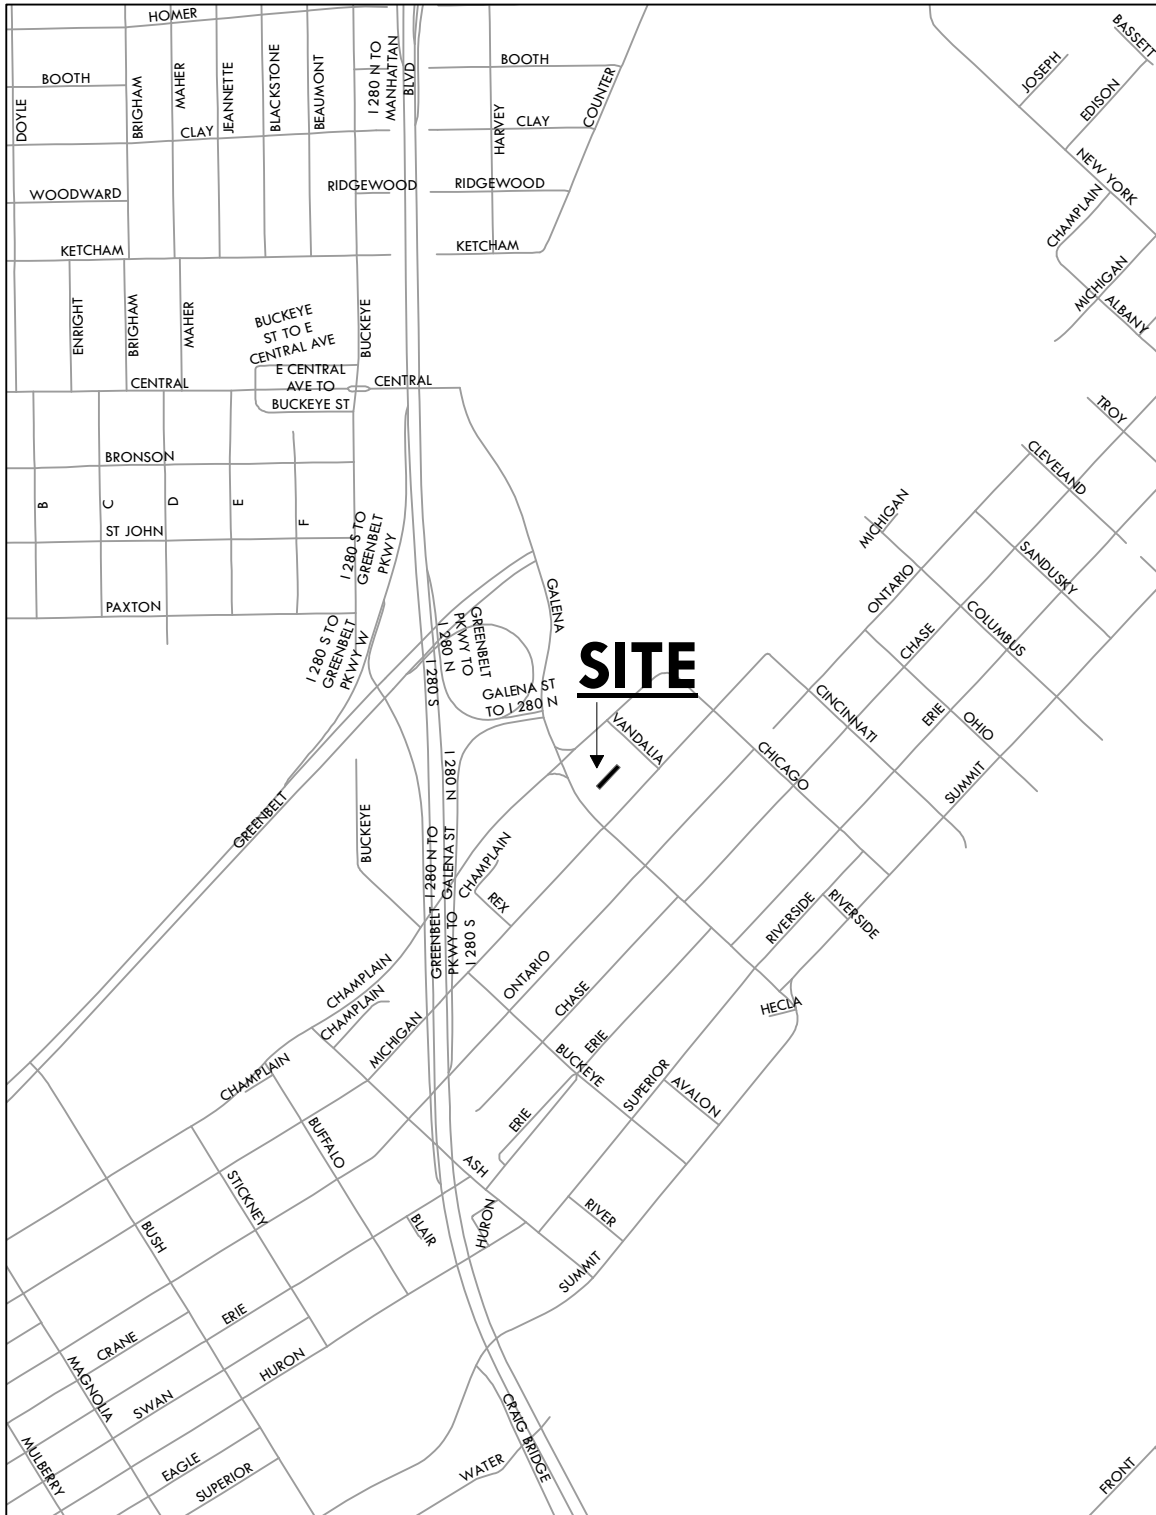 HOMER
BOOTH
DOYLE
BRIGHAM
MAHER
JEANNETTE
BLACKSTONE
BEAUMONT
I 280 N TO
MANHATTAN
BLVD
BOOTH
HARVEY
COUNTER
CLAY
CLAY
WOODWARD
RIDGEWOOD
RIDGEWOOD
KETCHAM
KETCHAM
BASSETT
JOSEPH
EDISON
NEW YORK
CHAMPLAIN
MICHIGAN
ALBANY
ENRIGHT
BRIGHAM
MAHER
BUCKEYE
ST TO E
CENTRAL AVE
BUCKEYE
CENTRAL
E CENTRAL
AVE TO
BUCKEYE ST
CENTRAL
TROY
CLEVELAND
BRONSON
B
C
D
E
F
ST JOHN
PAXTON
I 280 S TO
GREENBELT
PKWY
I 280 S TO
GREENBELT
PKWY W
MICHIGAN
SANDUSKY
ONTARIO
COLUMBUS
CHASE
GALENA
GREENBELT
PKWY TO
I 280 N
I 280 S
GALENA ST
TO I 280 N
SITE
VANDALIA
CINCINNATI
ERIE
OHIO
CHICAGO
SUMMIT
I 280 N
GREENBELT
BUCKEYE
I 280 N TO
GALENA ST
CHAMPLAIN
REX
GREENBELT
PKWY TO
I 280 S
RIVERSIDE
RIVERSIDE
CHAMPLAIN
CHAMPLAIN
ONTARIO
CHASE
HECLA
MICHIGAN
ERIE
BUCKEYE
CHAMPLAIN
SUPERIOR
AVALON
BUFFALO
ERIE
ASH
STICKNEY
HURON
RIVER
BLAIR
BUSH
SUMMIT
ERIE
CRANE
HURON
MAGNOLIA
SWAN
MULBERRY
EAGLE
SUPERIOR
CRAIG BRIDGE
WATER
FRONT